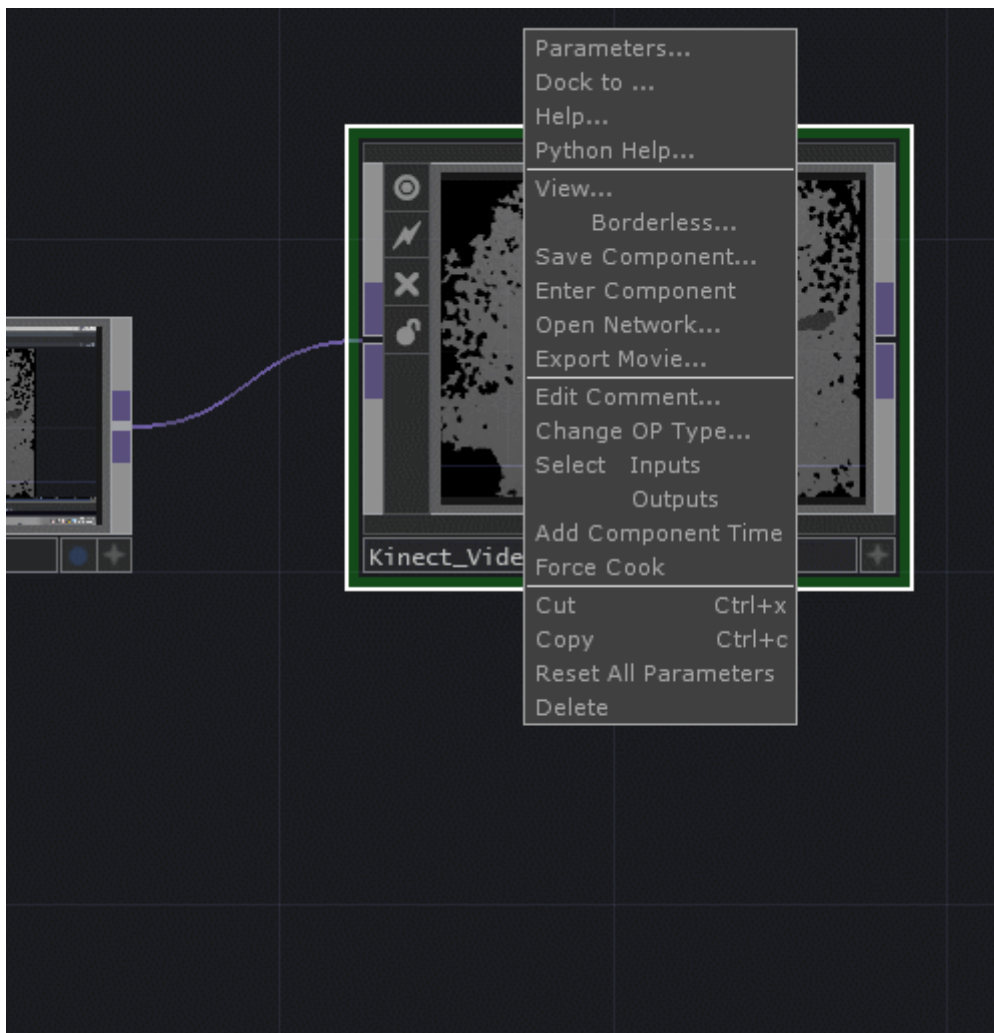 Parameters...
Dock to ...
Help...
Python Help...
View...
Borderless...
Save Component...
Enter Component
Open Network...
Export Movie...
Edit Comment...
Change OP Type...
Select Inputs
Outputs
Add Component Time
Force Cook
Kinect_Vide
Cut Ctrl+x
Copy Ctrl+c
Reset All Parameters
Delete